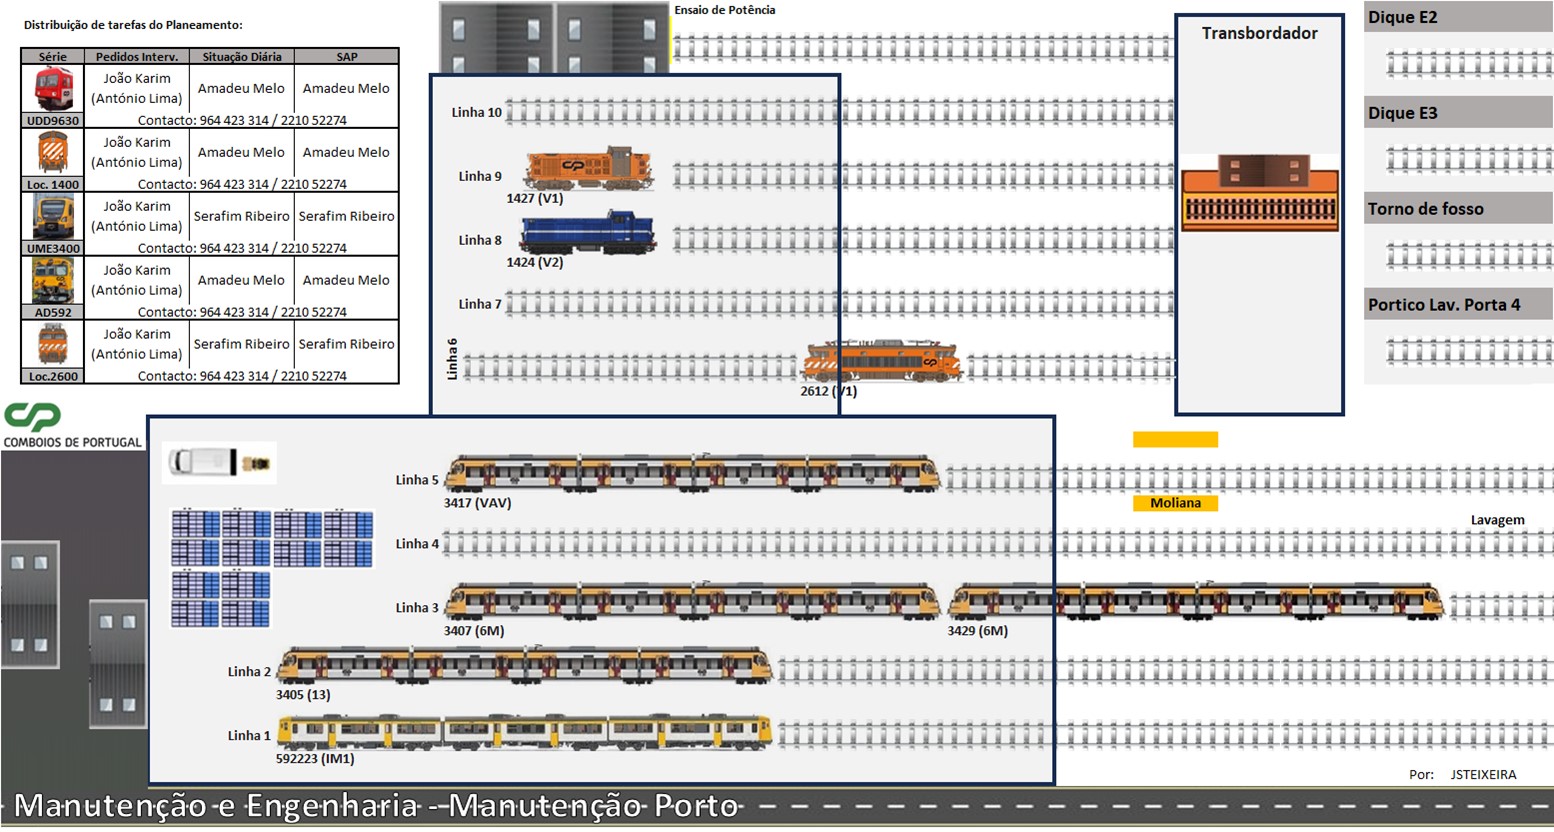 Distribuição de tarefas do Planeamento:
Série Pedidos Interv. Situação Diária SAP
João Karim
(António Lima) Amadeu Melo Amadeu Melo
UDD9630 Contacto: 964 423 314 / 2210 52274
João Karim
(António Lima) Amadeu Melo Amadeu Melo
Loc. 1400 Contacto: 964 423 314 / 2210 52274
João Karim
(António Lima) Serafim Ribeiro Serafim Ribeiro
UME3400 Contacto: 964 423 314 / 2210 52274
João Karim
(António Lima) Amadeu Melo Amadeu Melo
AD592 Contacto: 964 423 314 / 2210 52274
João Karim
(António Lima) Serafim Ribeiro Serafim Ribeiro
Loc.2600 Contacto: 964 423 314 / 2210 52274
CP
COMBOIOS DE PORTUGAL
Ensaio de Potência
Linha 10
Linha 9
1427 (V1)
Linha 8
1424 (V2)
Linha 7
Linha 6
2612 (V1)
Transbordador
Dique E2
Dique E3
Torno de fosso
Portico Lav. Porta 4
Linha 5
3417 (VAV)
Moliana
Lavagem
Linha 4
Linha 3
3407 (6M)
3429 (6M)
Linha 2
3405 (13)
Linha 1
592223 (IM1)
Por: JSTEIXEIRA
Manutenção e Engenharia - Manutenção Porto